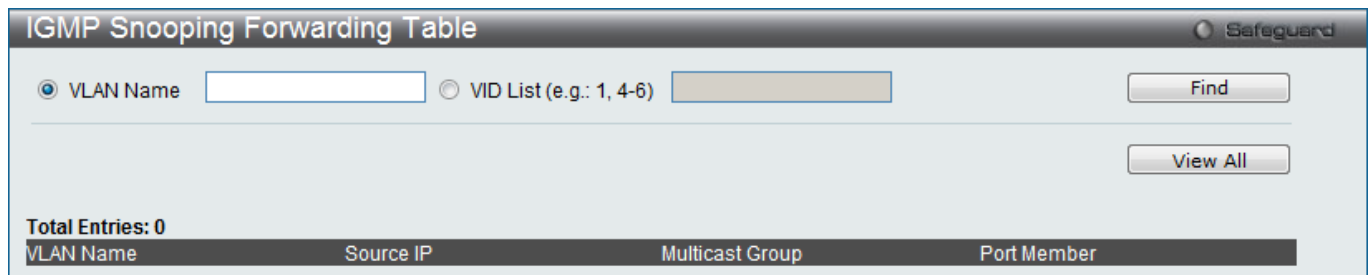 IGMP Snooping Forwarding Table Safeguard
VLAN Name VID List (e.g.: 1, 4-6) Find
View All
Total Entries: 0
VLAN Name Source IP Multicast Group Port Member